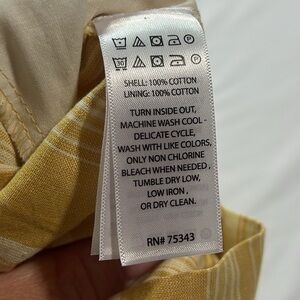 SHELL: 100% COTTON
LINING: 100% COTTON
TURN INSIDE OUT,
MACHINE WASH COOL -
DELICATE CYCLE,
WASH WITH LIKE COLORS,
ONLY NON CHLORINE
BLEACH WHEN NEEDED,
TUMBLE DRY LOW,
LOW IRON,
OR DRY CLEAN.
RN# 75343